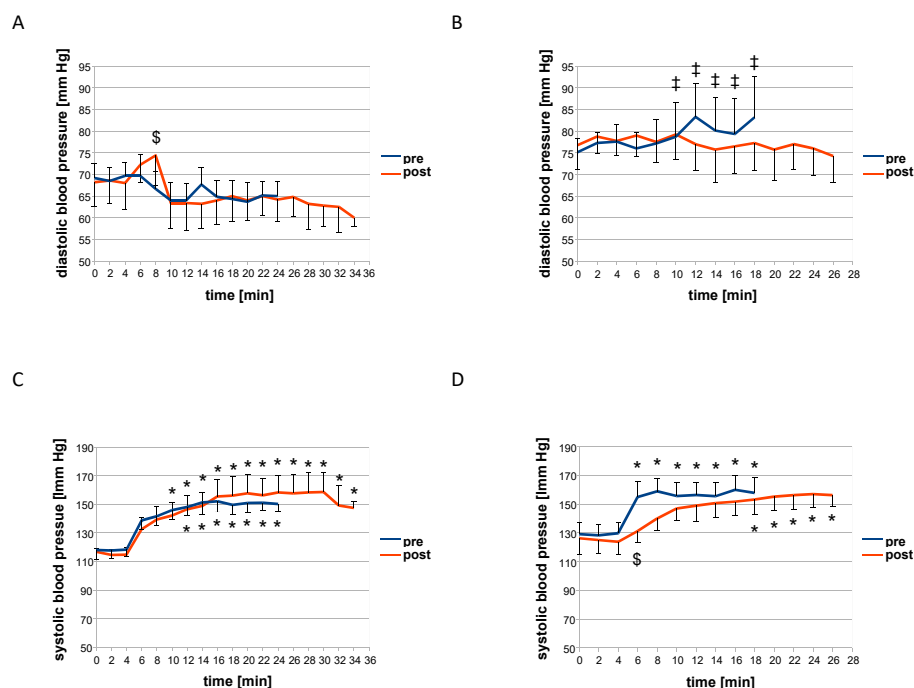 A
diastolic blood pressure [mm Hg]
95
90
85
80
75
70
65
60
55
50
$
0 2 4 6 8 10 12 14 16 18 20 22 24 26 28 30 32 34 36
time [min]
pre
post
B
diastolic blood pressure [mm Hg]
95
90
85
80
75
70
65
60
55
50
‡ ‡ ‡ ‡ ‡
0 2 4 6 8 10 12 14 16 18 20 22 24 26 28
time [min]
pre
post
C
systolic blood pressue [mm Hg]
190
170
150
130
110
90
70
50
* * * * * * * * * * * *
* * * * * * *
0 2 4 6 8 10 12 14 16 18 20 22 24 26 28 30 32 34 36
time [min]
pre
post
D
systolic blood pressure [mm Hg]
190
170
150
130
110
90
70
50
* * * * * * *
* * * * *
$
0 2 4 6 8 10 12 14 16 18 20 22 24 26 28
time [min]
pre
post